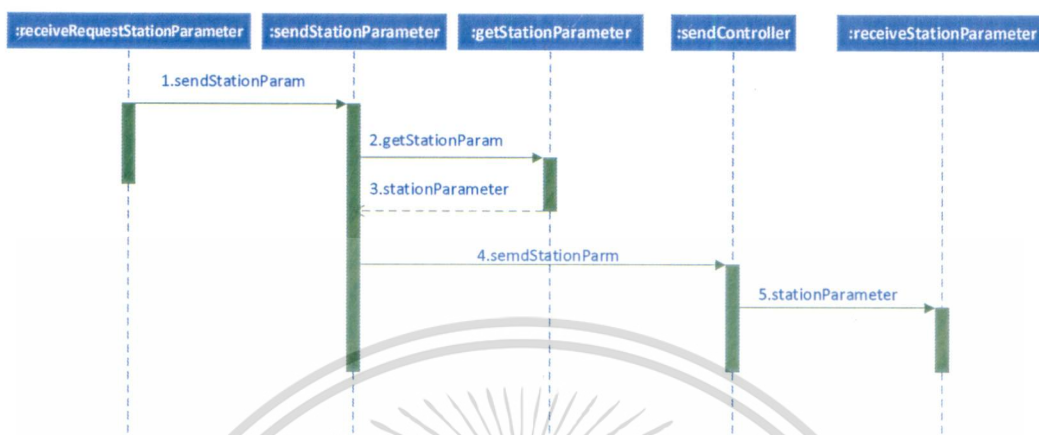 :receiveRequestStationParameter
:sendStationParameter
:getStationParameter
:sendController
:receiveStationParameter
1.sendStationParam
2.getStationParam
3.stationParameter
4.semdStationParm
5.stationParameter